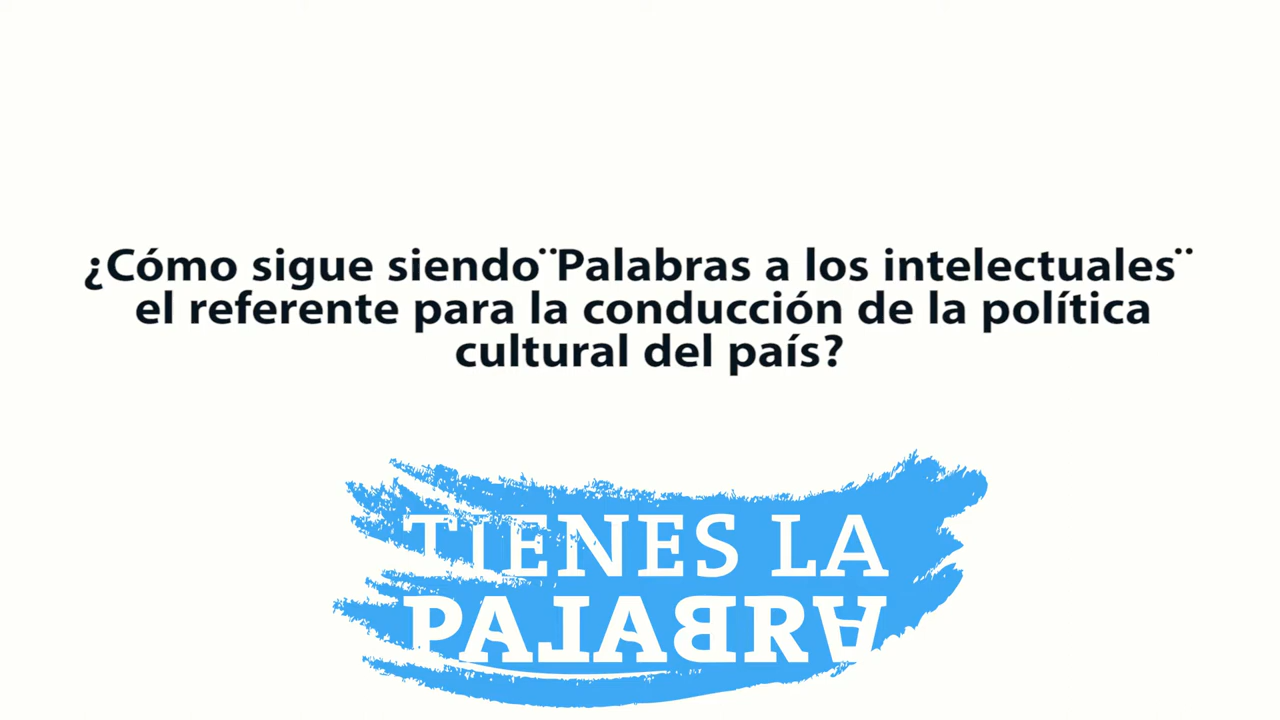 ¿Cómo sigue siendo¨Palabras a los intelectuales¨
el referente para la conducción de la política
cultural del país?
TIENES LA
PALABRA